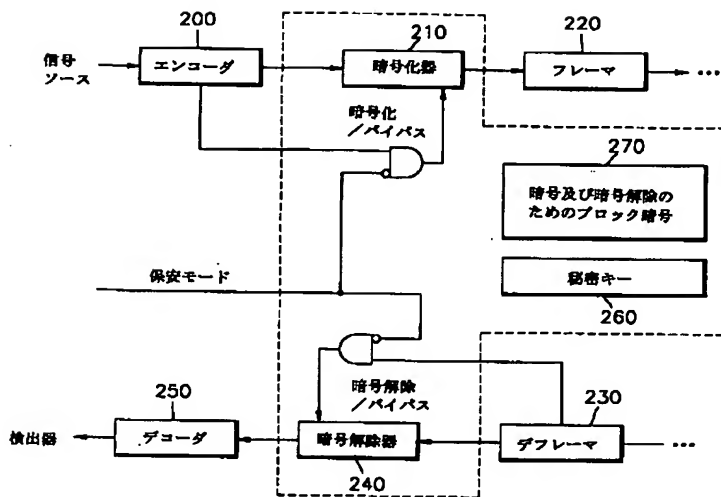 200
210
220
信号
ソース
エンコーダ
暗号化器
フレーマ
…
暗号化
／バイパス
270
暗号及び暗号解除の
ためのブロック暗号
保安モード
秘密キー
260
暗号解除
／バイパス
250
230
検出器
デコーダ
暗号解除器
デフレーマ
…
240